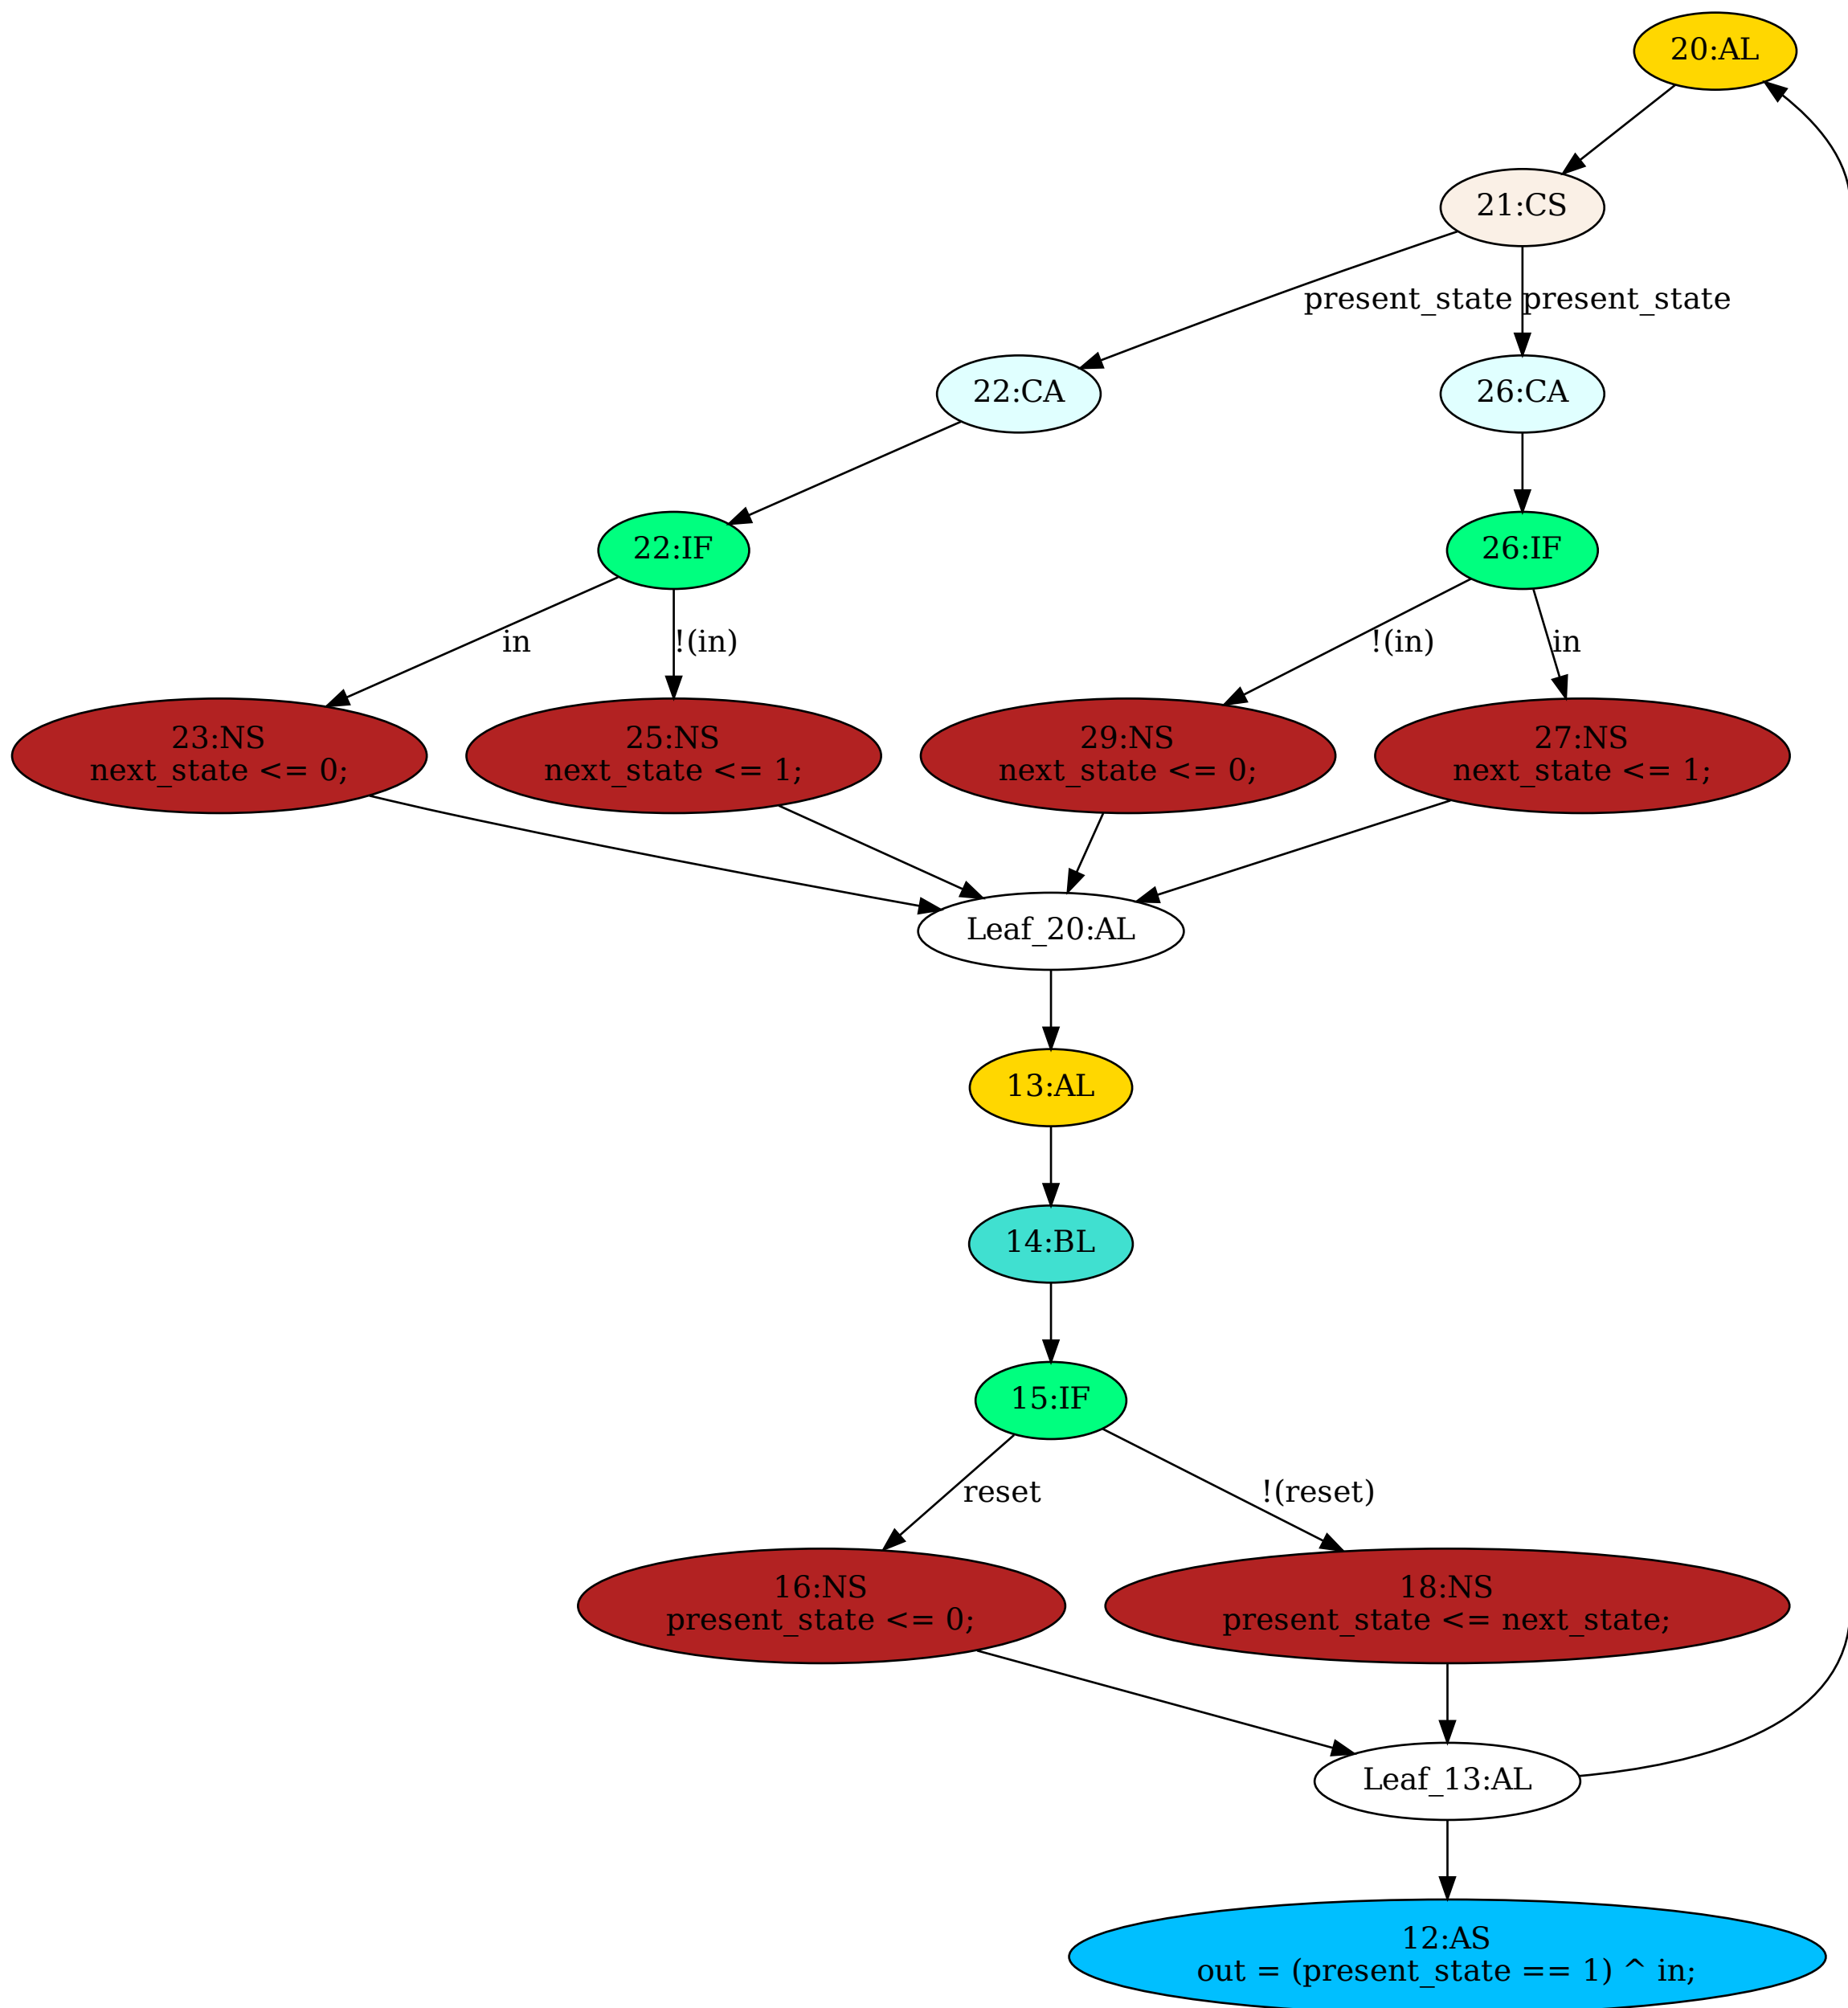 20:AL
21:CS
present_state
present_state
22:CA
26:CA
22:IF
26:IF
in
!(in)
!(in)
in
23:NS
next_state <= 0;
25:NS
next_state <= 1;
29:NS
next_state <= 0;
27:NS
next_state <= 1;
Leaf_20:AL
13:AL
14:BL
15:IF
reset
!(reset)
16:NS
present_state <= 0;
18:NS
present_state <= next_state;
Leaf_13:AL
12:AS
out = (present_state == 1) ^ in;